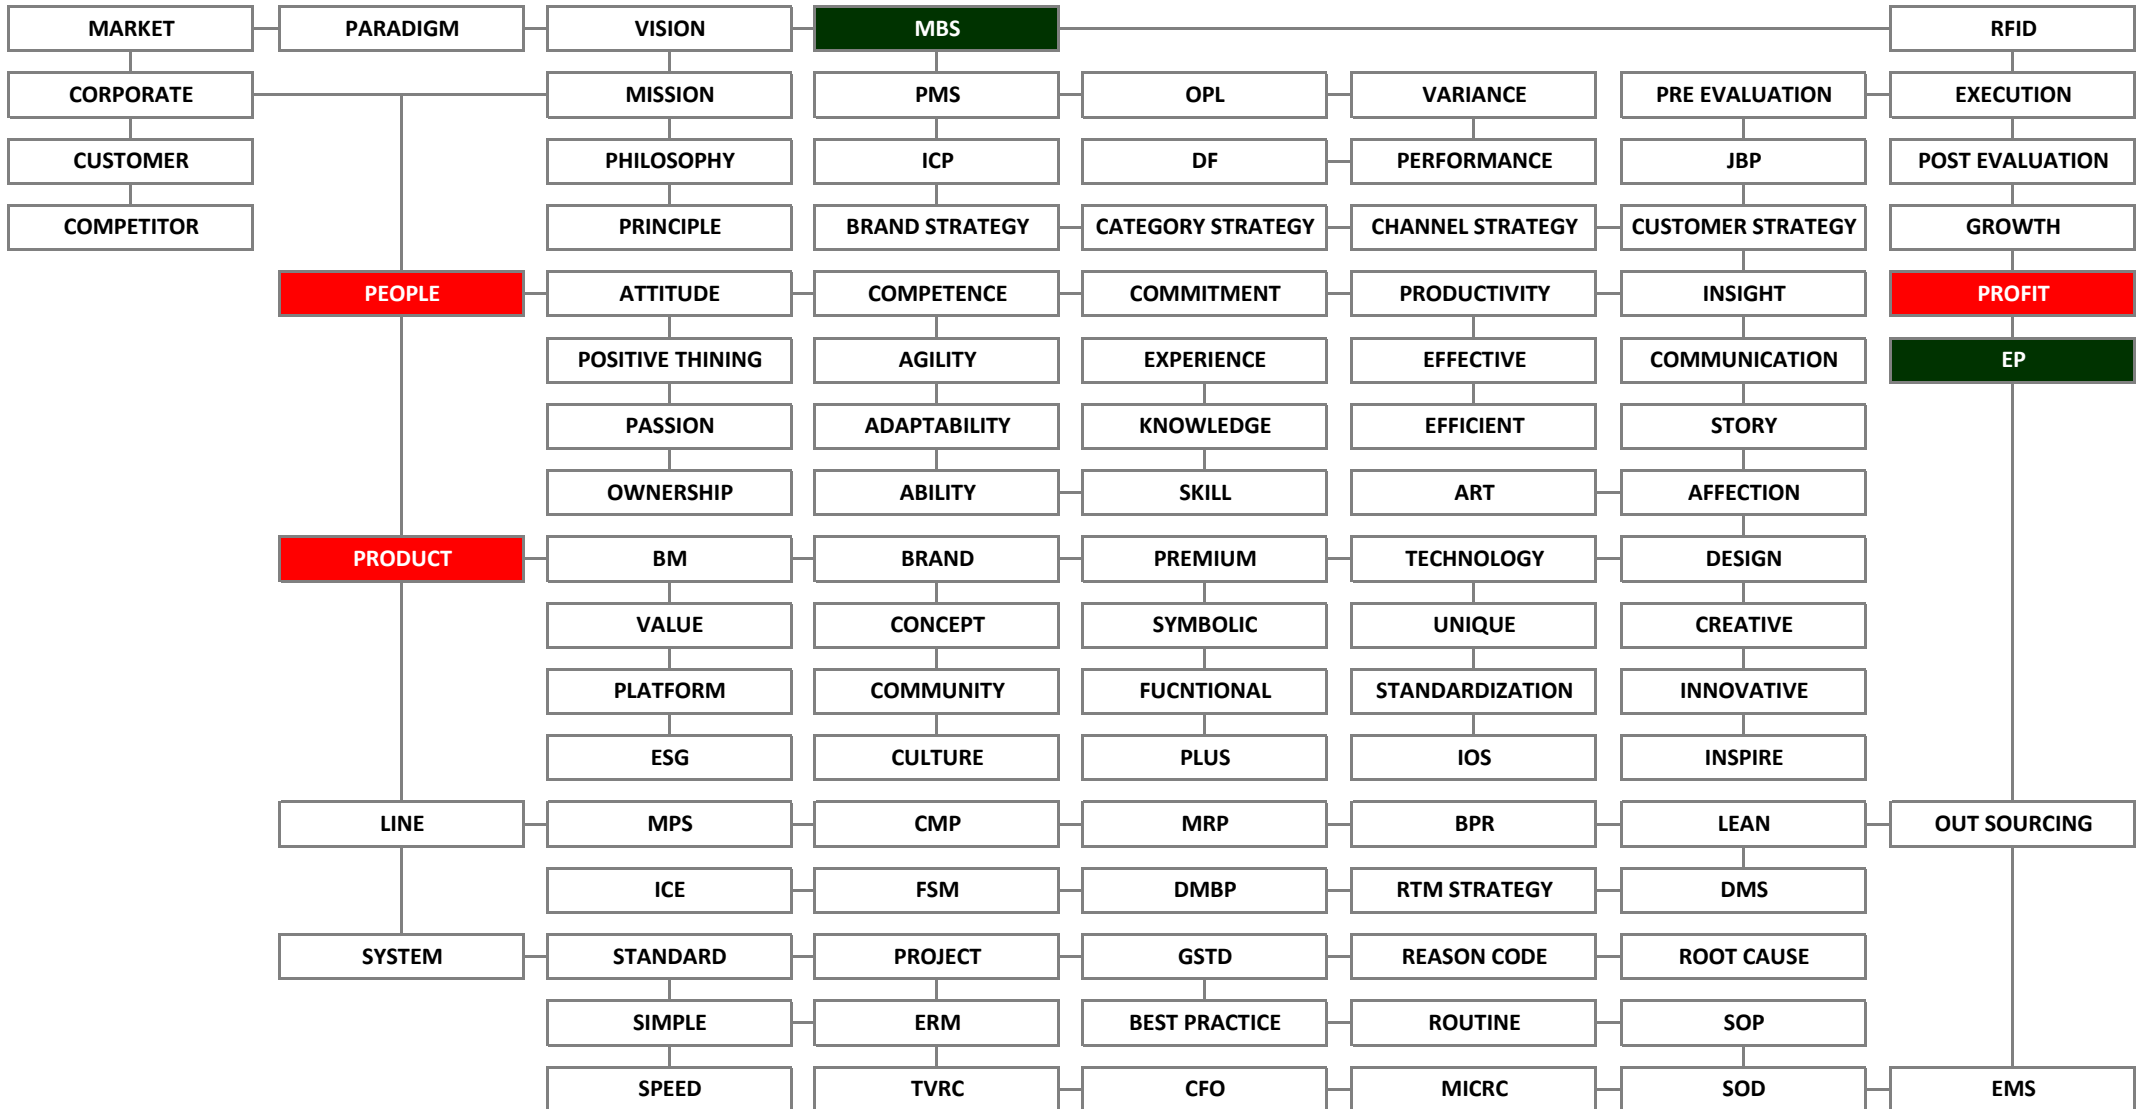 MARKET
PARADIGM
VISION
MBS
RFID
CORPORATE
MISSION
PMS
OPL
VARIANCE
PRE EVALUATION
EXECUTION
CUSTOMER
PHILOSOPHY
ICP
DF
PERFORMANCE
JBP
POST EVALUATION
COMPETITOR
PRINCIPLE
BRAND STRATEGY
CATEGORY STRATEGY
CHANNEL STRATEGY
CUSTOMER STRATEGY
GROWTH
PEOPLE
ATTITUDE
COMPETENCE
COMMITMENT
PRODUCTIVITY
INSIGHT
PROFIT
POSITIVE THINING
AGILITY
EXPERIENCE
EFFECTIVE
COMMUNICATION
EP
PASSION
ADAPTABILITY
KNOWLEDGE
EFFICIENT
STORY
OWNERSHIP
ABILITY
SKILL
ART
AFFECTION
PRODUCT
BM
BRAND
PREMIUM
TECHNOLOGY
DESIGN
VALUE
CONCEPT
SYMBOLIC
UNIQUE
CREATIVE
PLATFORM
COMMUNITY
FUCNTIONAL
STANDARDIZATION
INNOVATIVE
ESG
CULTURE
PLUS
IOS
INSPIRE
LINE
MPS
CMP
MRP
BPR
LEAN
OUT SOURCING
ICE
FSM
DMBP
RTM STRATEGY
DMS
SYSTEM
STANDARD
PROJECT
GSTD
REASON CODE
ROOT CAUSE
SIMPLE
ERM
BEST PRACTICE
ROUTINE
SOP
SPEED
TVRC
CFO
MICRC
SOD
EMS